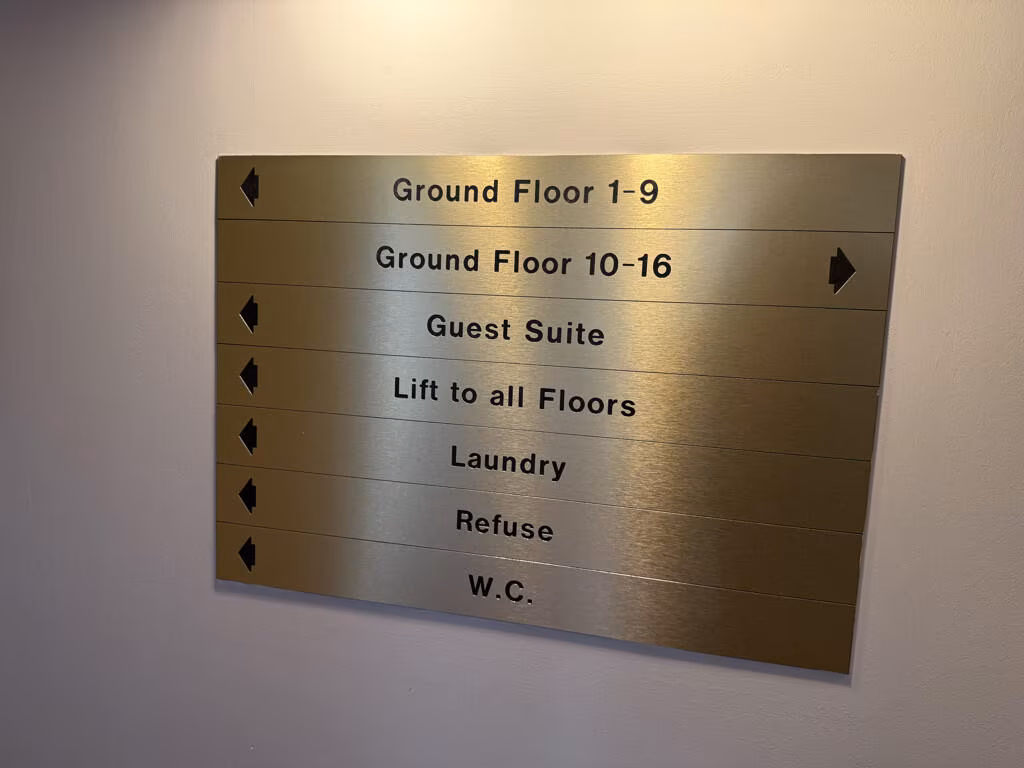 Ground Floor 1-9
Ground Floor 10-16
Guest Suite
Lift to all Floors
Laundry
Refuse
W.C.